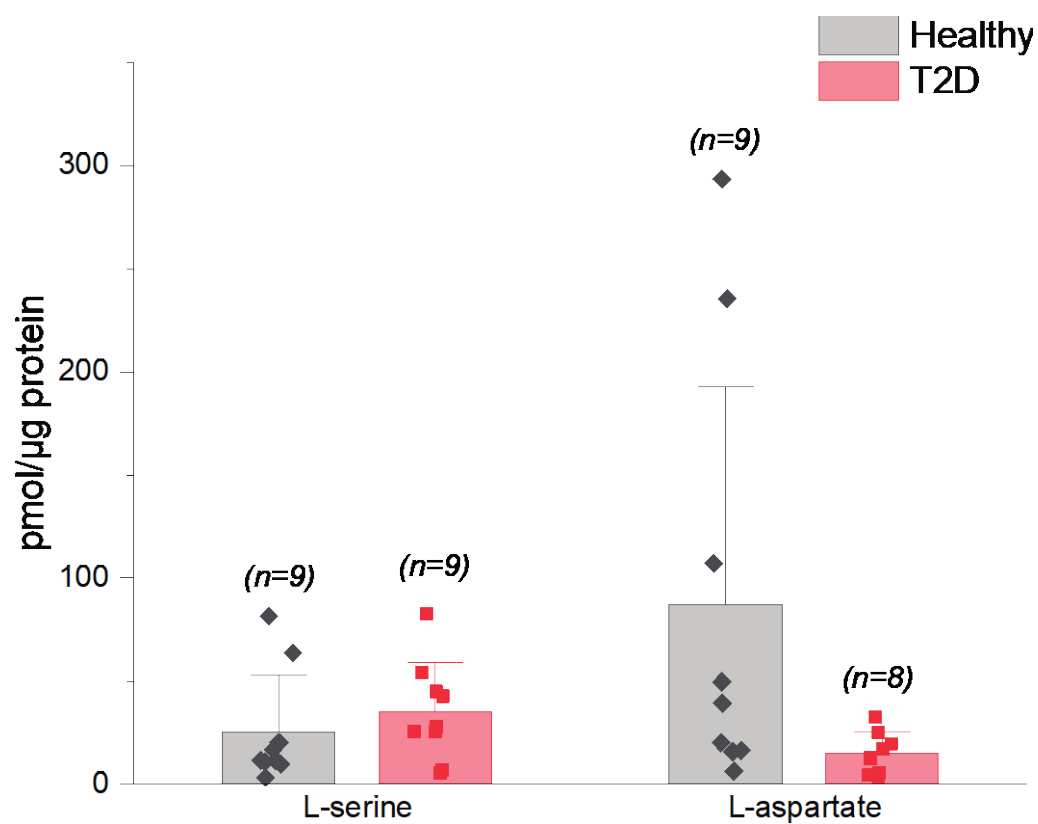 Healthy
T2D
pmol/µg protein
300
200
100
0
(n=9)
(n=9)
(n=9)
(n=8)
L-serine
L-aspartate